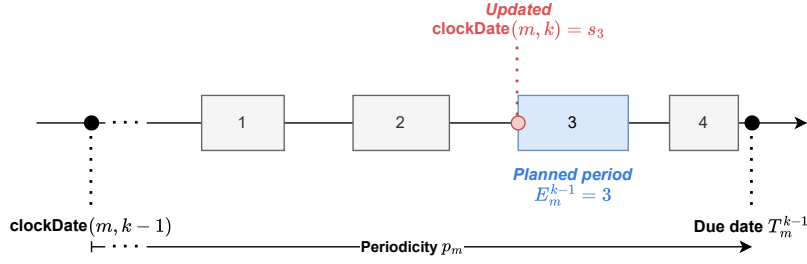 Updated
clockDate(m, k) = s₃
1
2
3
4
Planned period
E_m^{k-1} = 3
clockDate(m, k − 1)
Due date T_m^{k-1}
Periodicity p_m